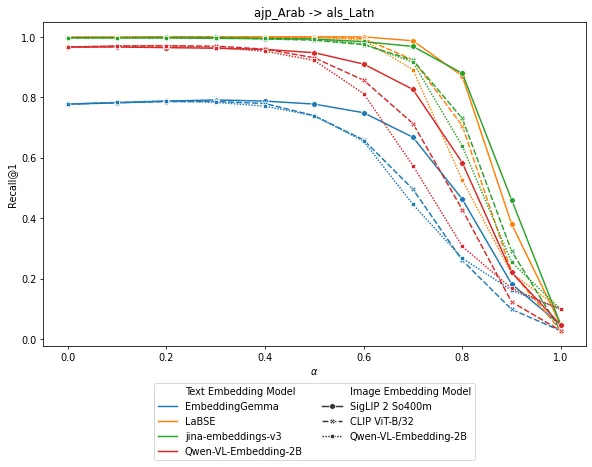 ajp_Arab -> als_Latn
Recall@1
1.0
0.8
0.6
0.4
0.2
0.0
0.0 0.2 0.4 0.6 0.8 1.0
α
Text Embedding Model
EmbeddingGemma
LaBSE
jina-embeddings-v3
Qwen-VL-Embedding-2B
Image Embedding Model
SigLIP 2 So400m
CLIP ViT-B/32
Qwen-VL-Embedding-2B